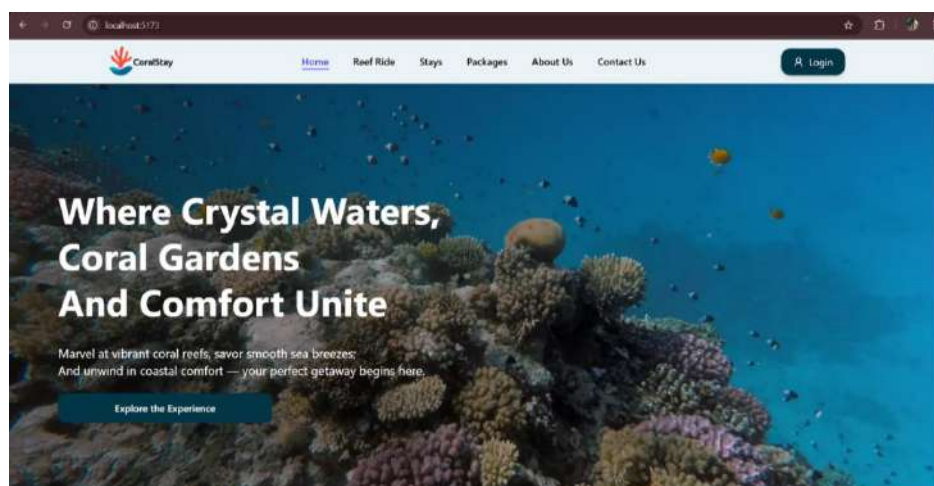 localhost:5173
CoralStay
Home
Reef Ride
Stays
Packages
About Us
Contact Us
Login
Where Crystal Waters,
Coral Gardens
And Comfort Unite
Marvel at vibrant coral reefs, savor smooth sea breezes;
And unwind in coastal comfort — your perfect getaway begins here.
Explore the Experience